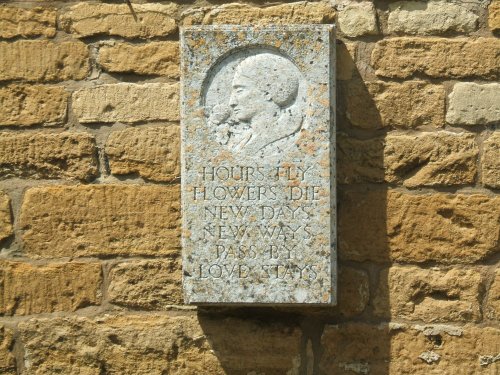 HOURS FLY
FLOWERS DIE
NEW DAYS
NEW WAYS
PASS BY
LOVE STAYS